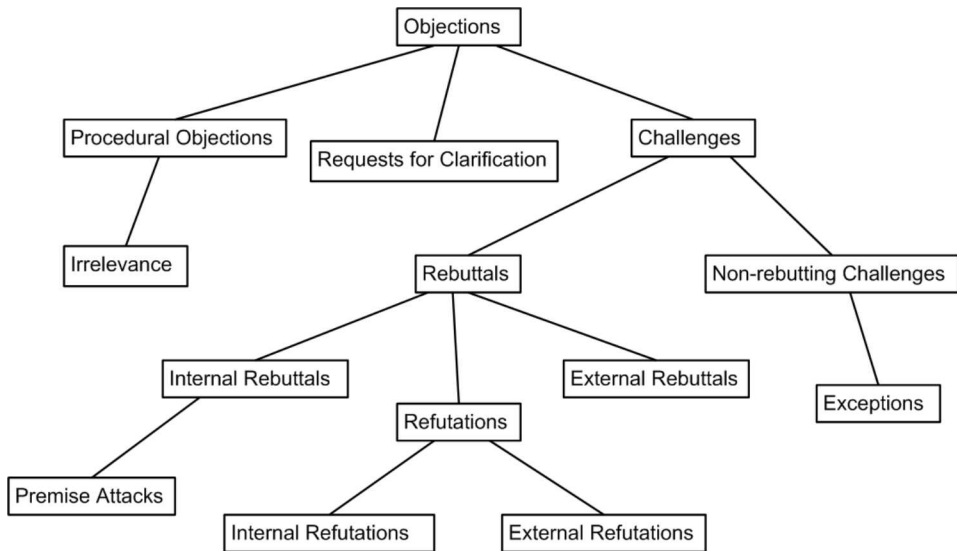 Objections
Procedural Objections
Requests for Clarification
Challenges
Irrelevance
Rebuttals
Non-rebutting Challenges
Internal Rebuttals
External Rebuttals
Exceptions
Refutations
Premise Attacks
Internal Refutations
External Refutations